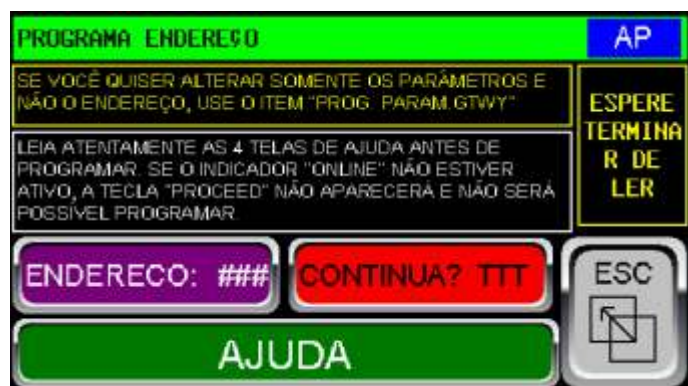 PROGRAMA ENDEREÇO
AP
SE VOCÊ QUISER ALTERAR SOMENTE OS PARÂMETROS E
NÃO O ENDEREÇO, USE O ITEM "PROG. PARAM.GTWY"
ESPERE
TERMINA
R DE
LER
LEIA ATENTAMENTE AS 4 TELAS DE AJUDA ANTES DE
PROGRAMAR. SE O INDICADOR "ONLINE" NÃO ESTIVER
ATIVO, A TECLA "PROCEED" NÃO APARECERÁ E NÃO SERÁ
POSSÍVEL PROGRAMAR.
ENDERECO: ###
CONTINUA? TTT
ESC
AJUDA